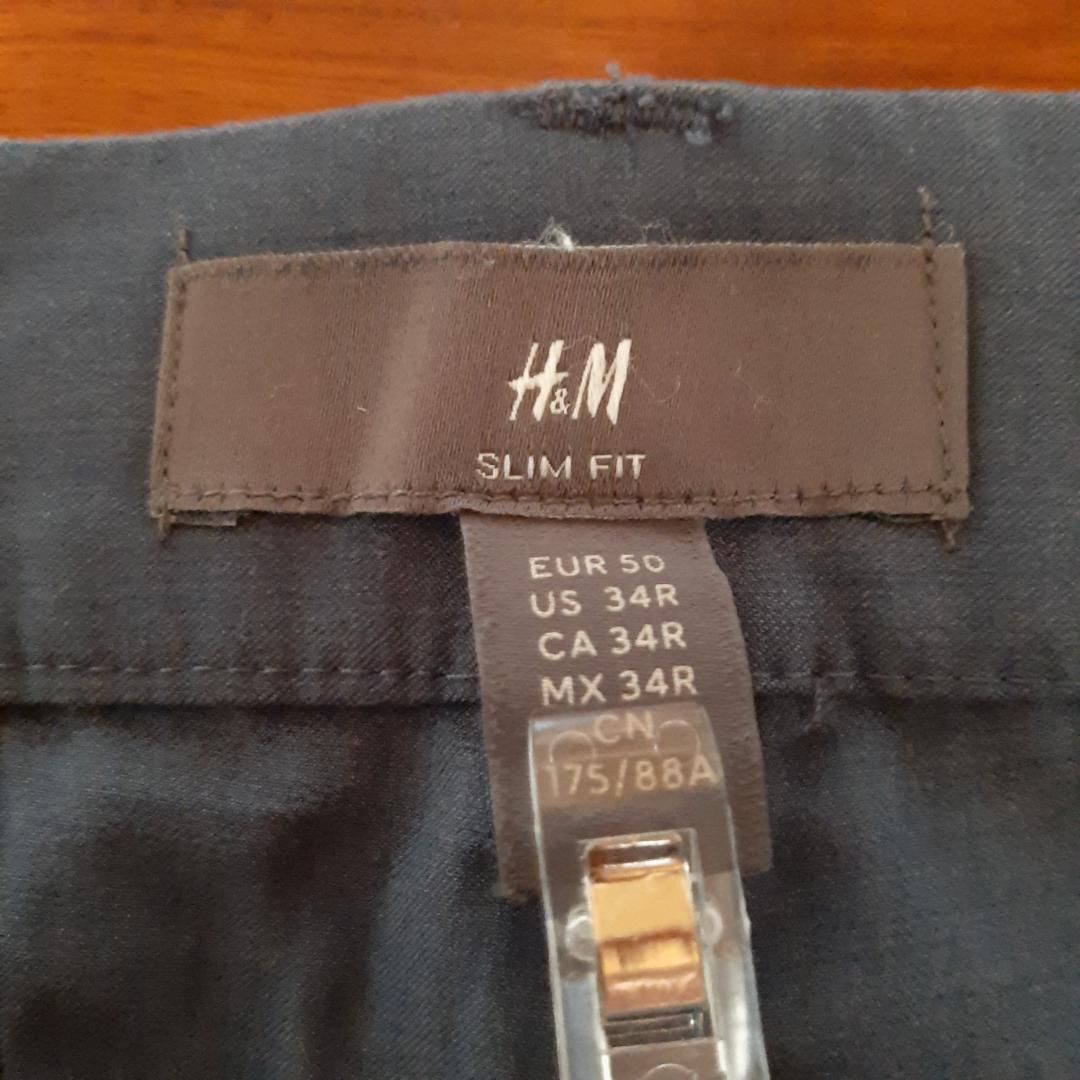 H&M
SLIM FIT
EUR 50
US 34R
CA 34R
MX 34R
CN
175/88A